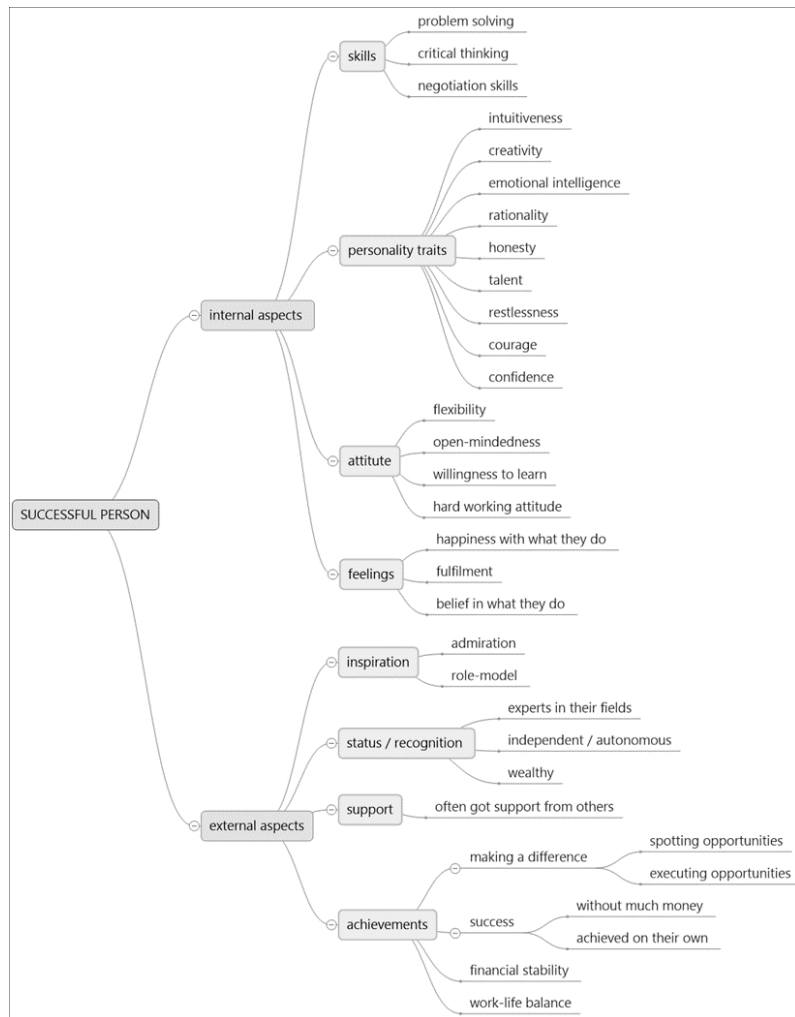 problem solving
skills
critical thinking
negotiation skills
intuitiveness
creativity
emotional intelligence
rationality
personality traits
honesty
talent
restlessness
internal aspects
courage
confidence
flexibility
open-mindedness
attitute
willingness to learn
hard working attitude
SUCCESSFUL PERSON
happiness with what they do
feelings
fulfilment
belief in what they do
admiration
inspiration
role-model
experts in their fields
status / recognition
independent / autonomous
wealthy
support
often got support from others
external aspects
spotting opportunities
making a difference
executing opportunities
without much money
achievements
success
achieved on their own
financial stability
work-life balance